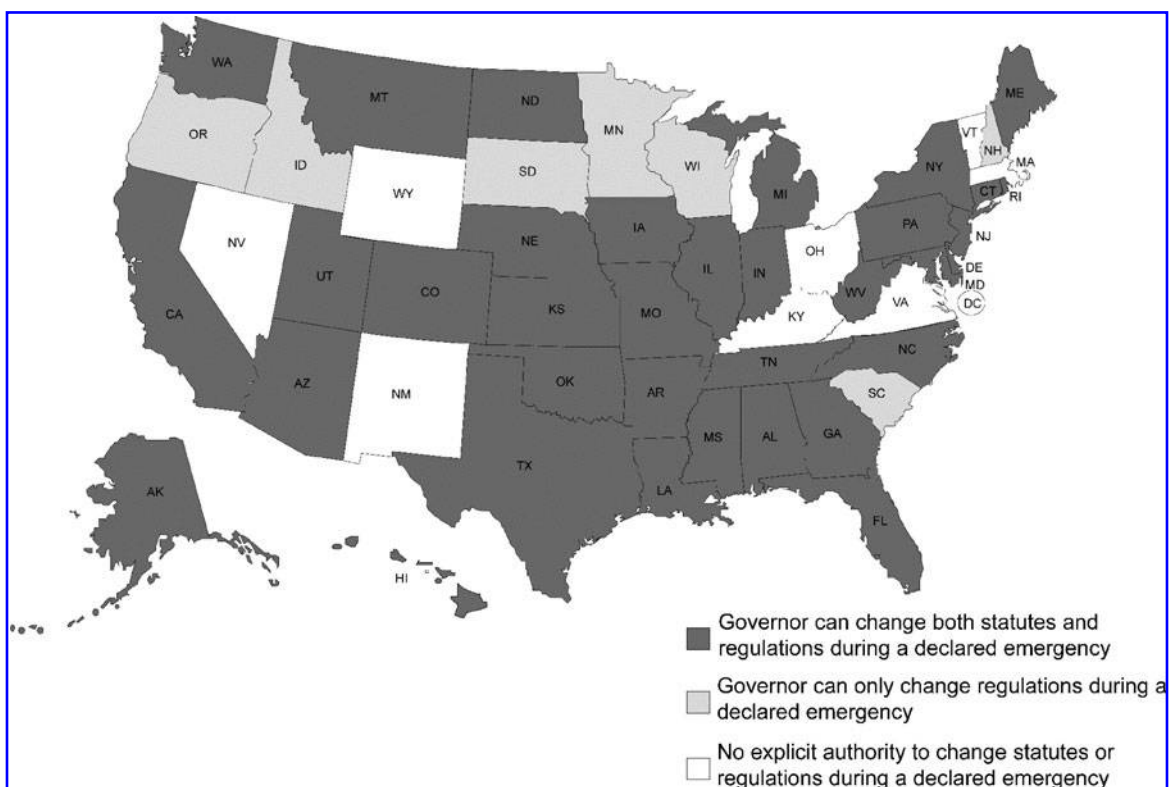 WA
MT
ND
MN
ME
VT
NH
MA
OR
ID
SD
WI
NY
MI
CT
RI
WY
NV
UT
CO
NE
IA
IL
IN
OH
PA
NJ
DE
MD
DC
WV
VA
KY
CA
KS
MO
AZ
NM
OK
AR
TN
NC
SC
MS
AL
GA
TX
LA
FL
AK
HI
Governor can change both statutes and
regulations during a declared emergency
Governor can only change regulations during a
declared emergency
No explicit authority to change statutes or
regulations during a declared emergency